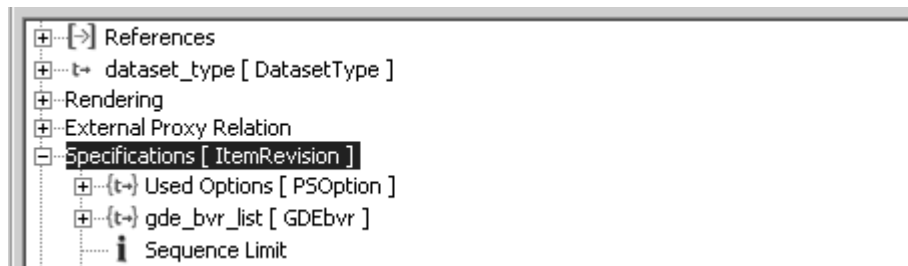 References
dataset_type [ DatasetType ]
Rendering
External Proxy Relation
Specifications [ ItemRevision ]
{t→} Used Options [ PSOption ]
{t→} gde_bvr_list [ GDEbvr ]
i Sequence Limit